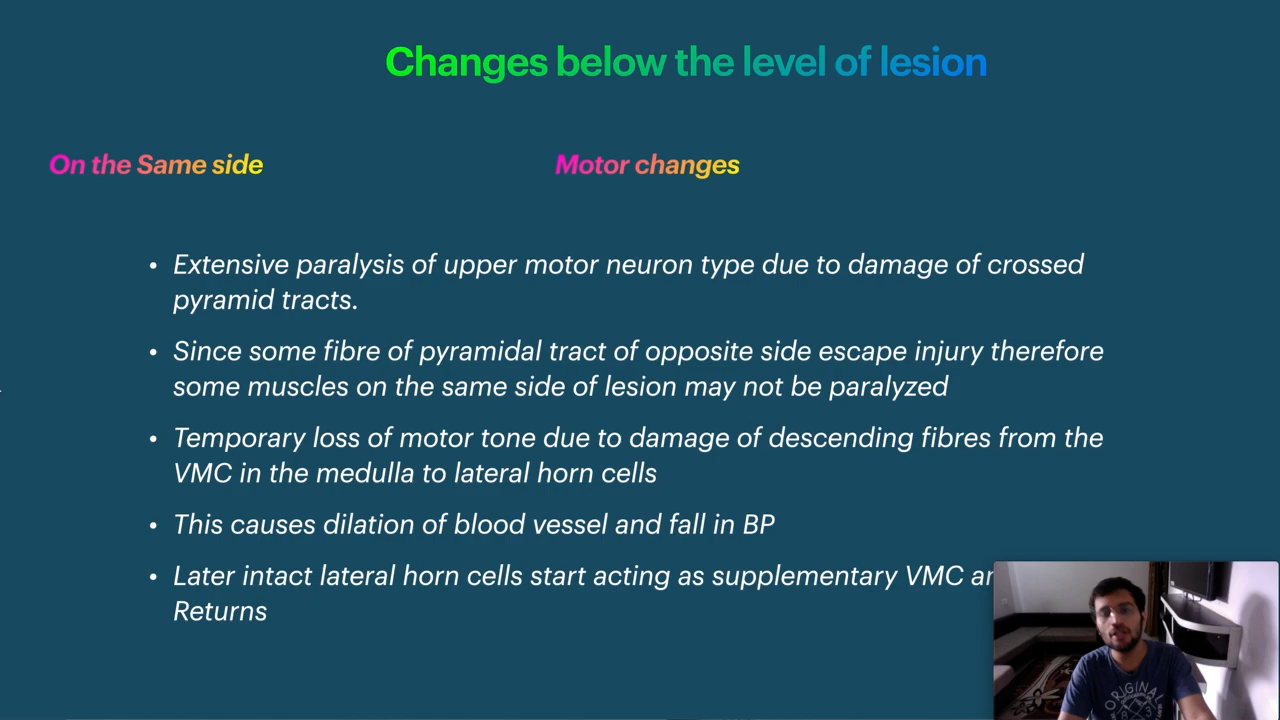 Changes below the level of lesion
On the Same side
Motor changes
• Extensive paralysis of upper motor neuron type due to damage of crossed
pyramid tracts.
• Since some fibre of pyramidal tract of opposite side escape injury therefore
some muscles on the same side of lesion may not be paralyzed
• Temporary loss of motor tone due to damage of descending fibres from the
VMC in the medulla to lateral horn cells
• This causes dilation of blood vessel and fall in BP
• Later intact lateral horn cells start acting as supplementary VMC
Returns
ORIGINAL